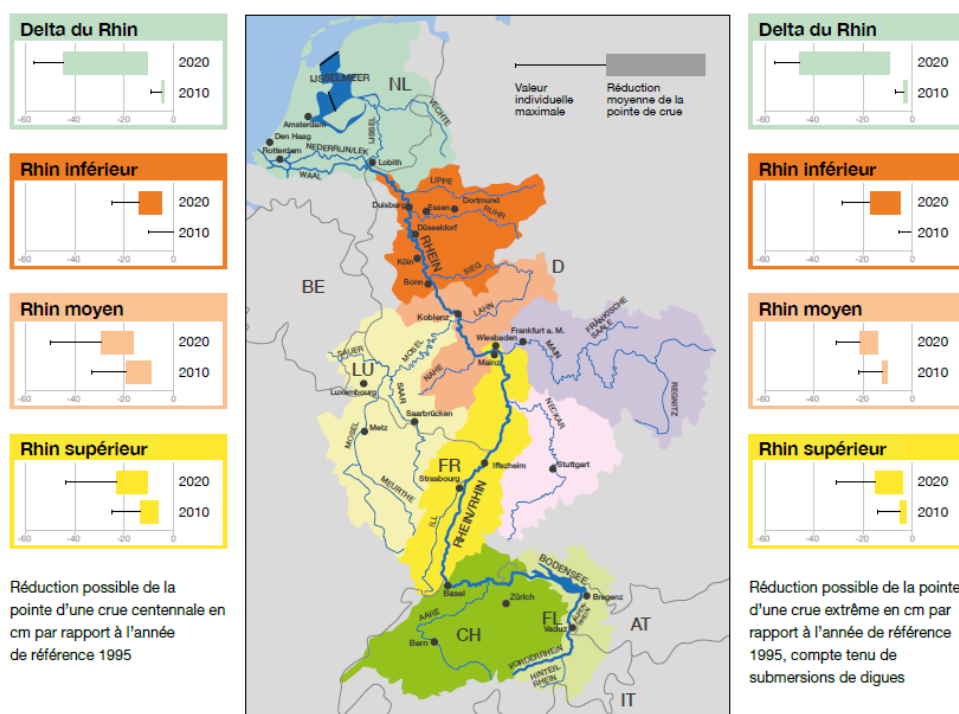 Delta du Rhin
2020
2010
-60 -40 -20 0
Rhin inférieur
2020
2010
-60 -40 -20 0
Rhin moyen
2020
2010
-60 -40 -20 0
Rhin supérieur
2020
2010
-60 -40 -20 0
Réduction possible de la
pointe d'une crue centennale en
cm par rapport à l'année
de référence 1995
Valeur
individuelle
maximale
Réduction
moyenne de la
pointe de crue
IJSSELMEER
NL
VECHTE
IJSSEL
Amsterdam
Den Haag
Rotterdam
NEDERRIJN/LEK
Lobith
WAAL
LIPPE
Duisburg
Essen
Dortmund
RUHR
Düsseldorf
RHEIN
Köln
SIEG
D
Bonn
BE
LAHN
Koblenz
Wiesbaden
Frankfurt a. M.
FRÄNKISCHE
SAALE
MAIN
Mainz
MOSEL
SAUER
NAHE
LU
Luxembourg
SAAR
REGNITZ
Saarbrücken
NECKAR
MOSEL
Metz
FR
Iffezheim
Stuttgart
Strasbourg
MEURTHE
ILL
RHEIN/RHIN
BODENSEE
Basel
Zürich
Bregenz
AARE
FL
ALPEN-
RHEIN
Vaduz
AT
CH
Bern
VORDERRHEIN
HINTER-
RHEIN
IT
Delta du Rhin
2020
2010
-60 -40 -20 0
Rhin inférieur
2020
2010
-60 -40 -20 0
Rhin moyen
2020
2010
-60 -40 -20 0
Rhin supérieur
2020
2010
-60 -40 -20 0
Réduction possible de la pointe
d'une crue extrême en cm par
rapport à l'année de référence
1995, compte tenu de
submersions de digues